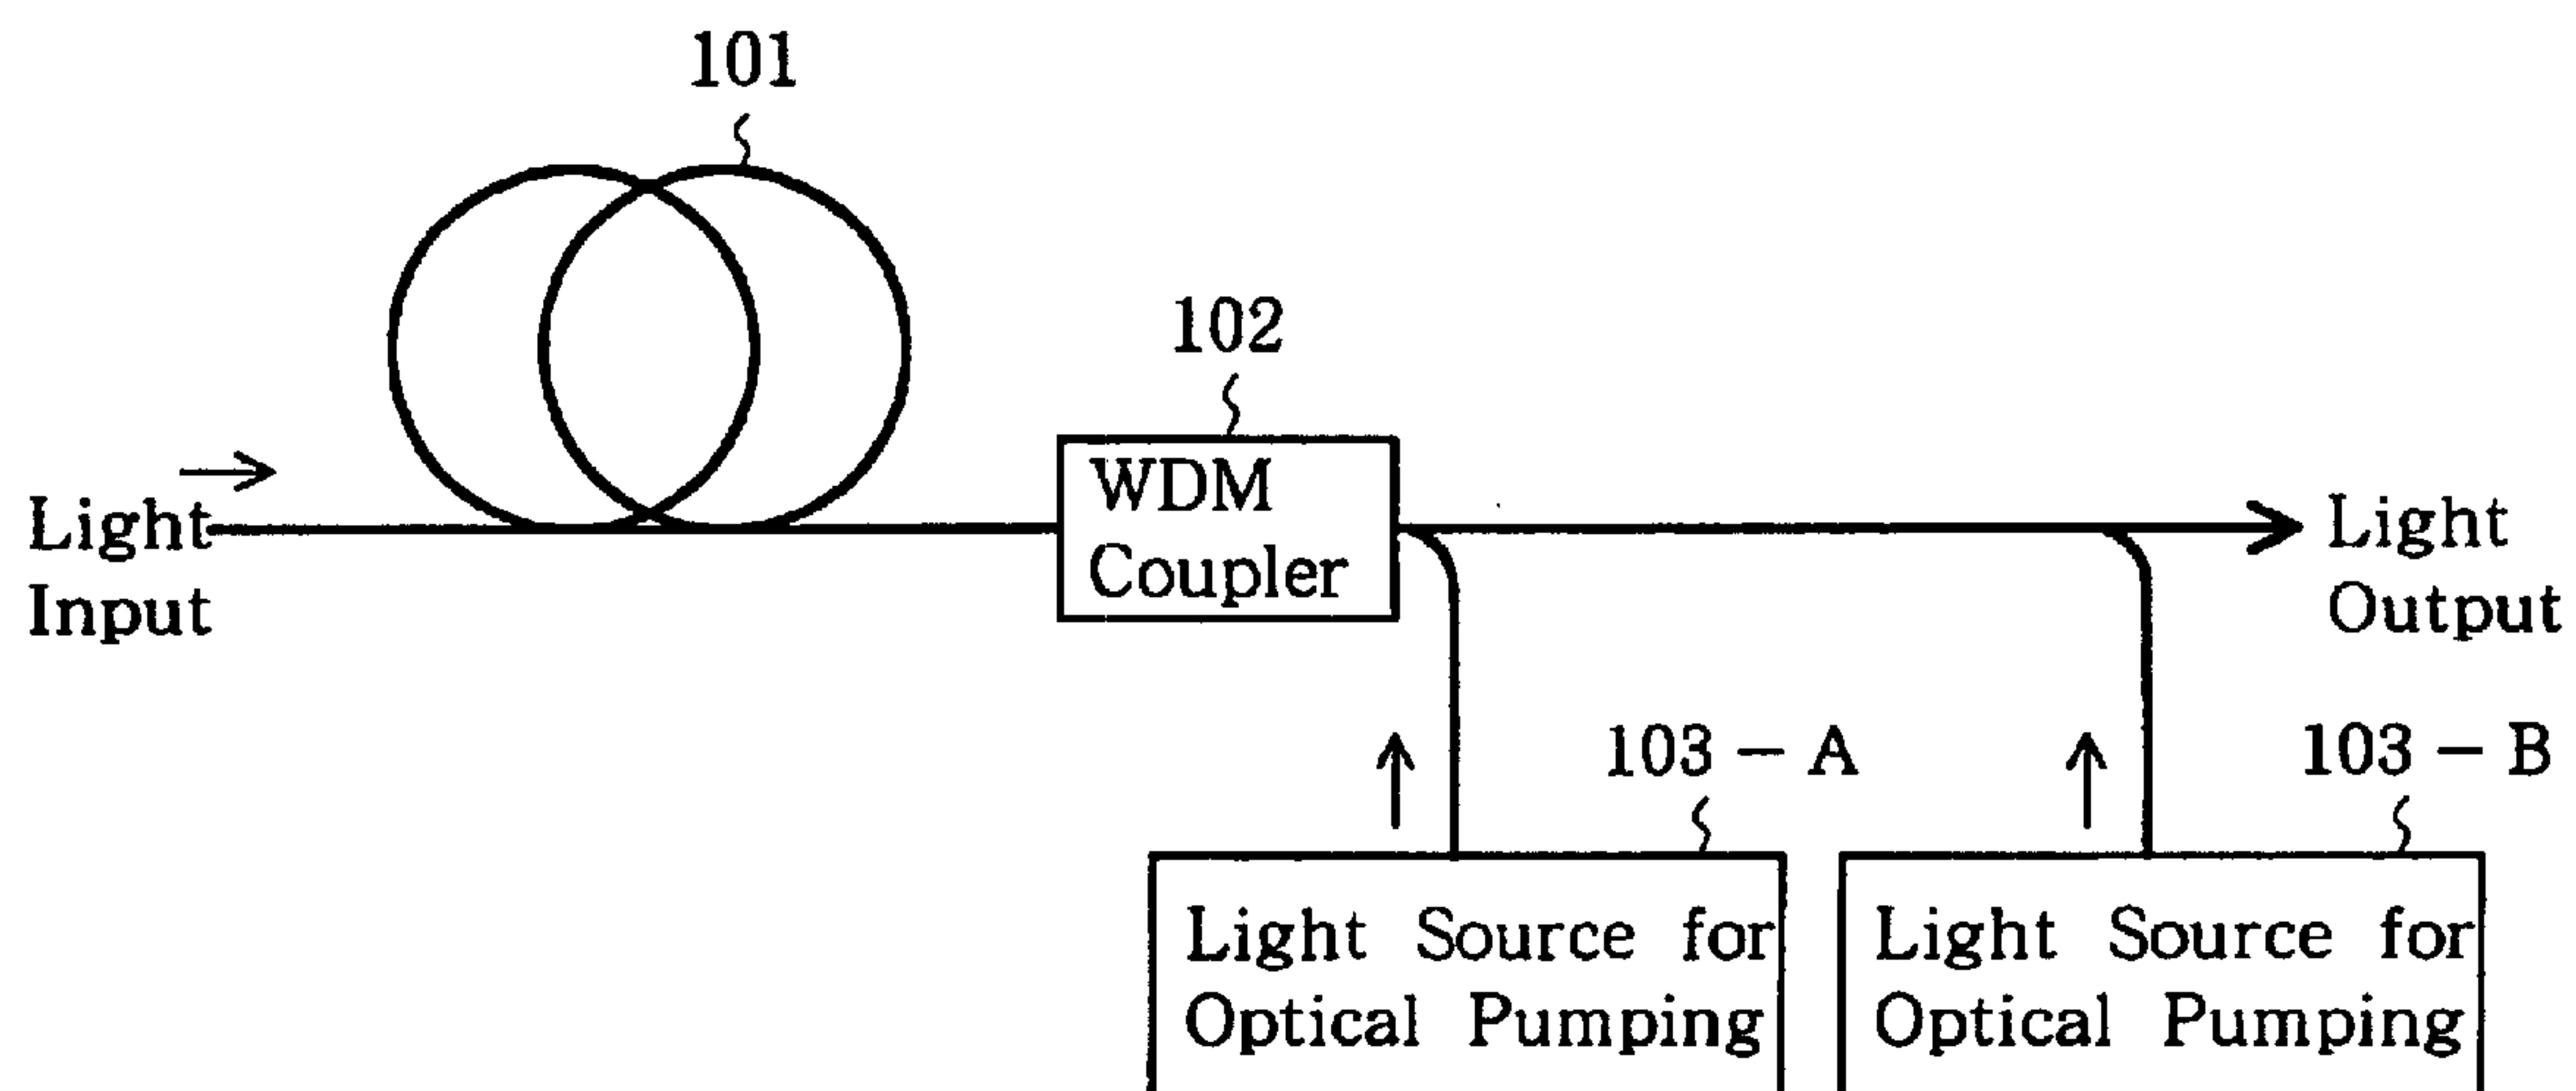 101
102
WDM
Coupler
Light
Input
Light
Output
103 - A
103 - B
Light Source for
Optical Pumping
Light Source for
Optical Pumping